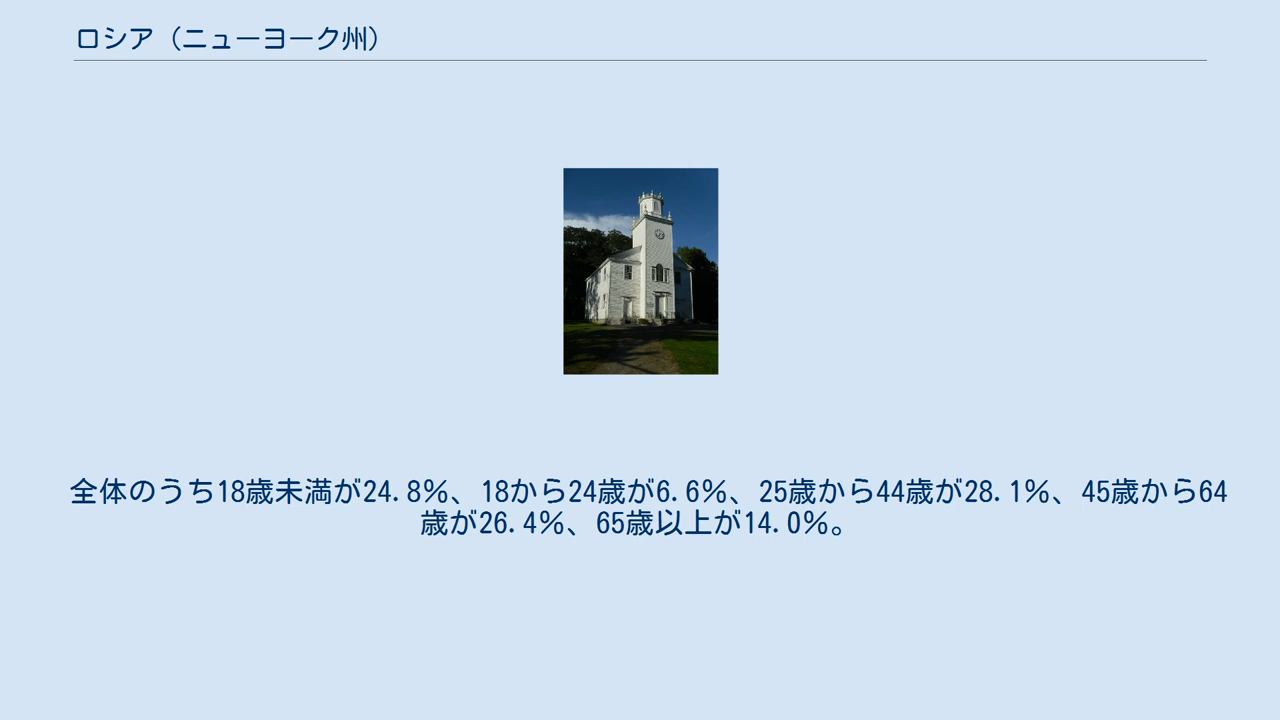 ロシア（ニューヨーク州）
全体のうち18歳未満が24.8%、18から24歳が6.6%、25歳から44歳が28.1%、45歳から64
歳が26.4%、65歳以上が14.0%。